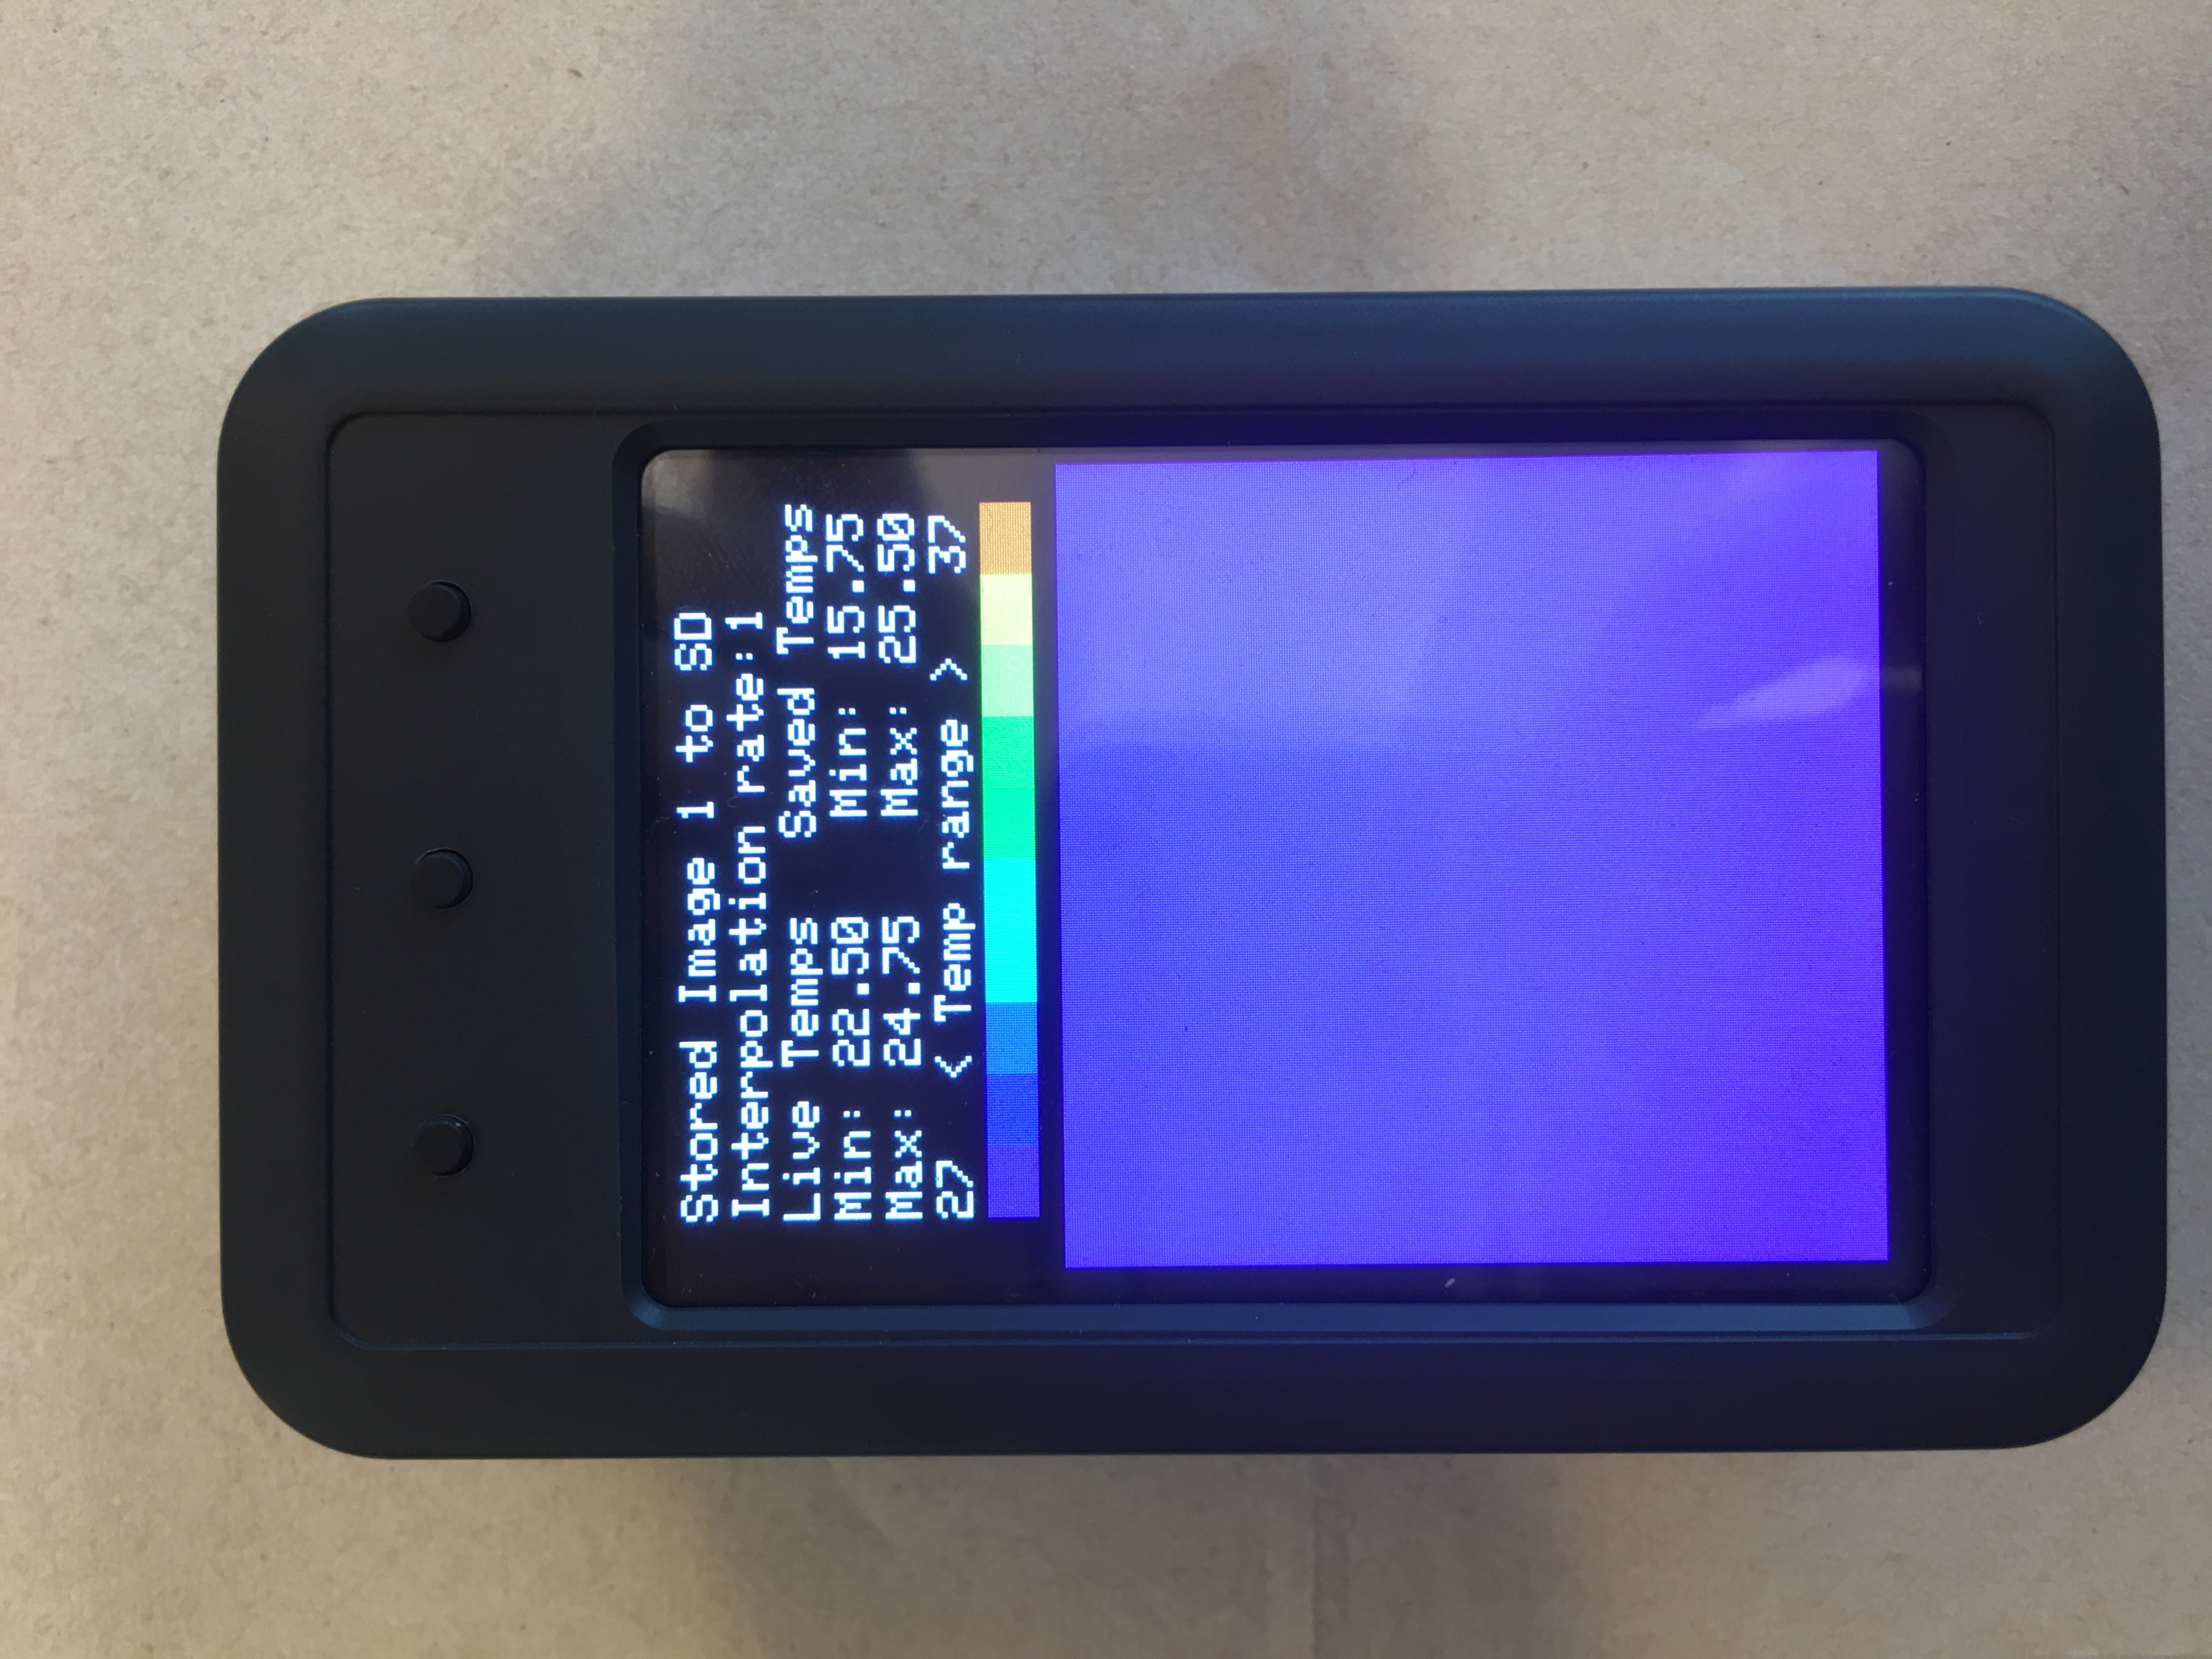 Stored Image 1 to SD
Interpolation rate:1
Live Temps Saved Temps
Min: 22.50 Min: 15.75
Max: 24.75 Max: 25.50
27 < Temp range > 37